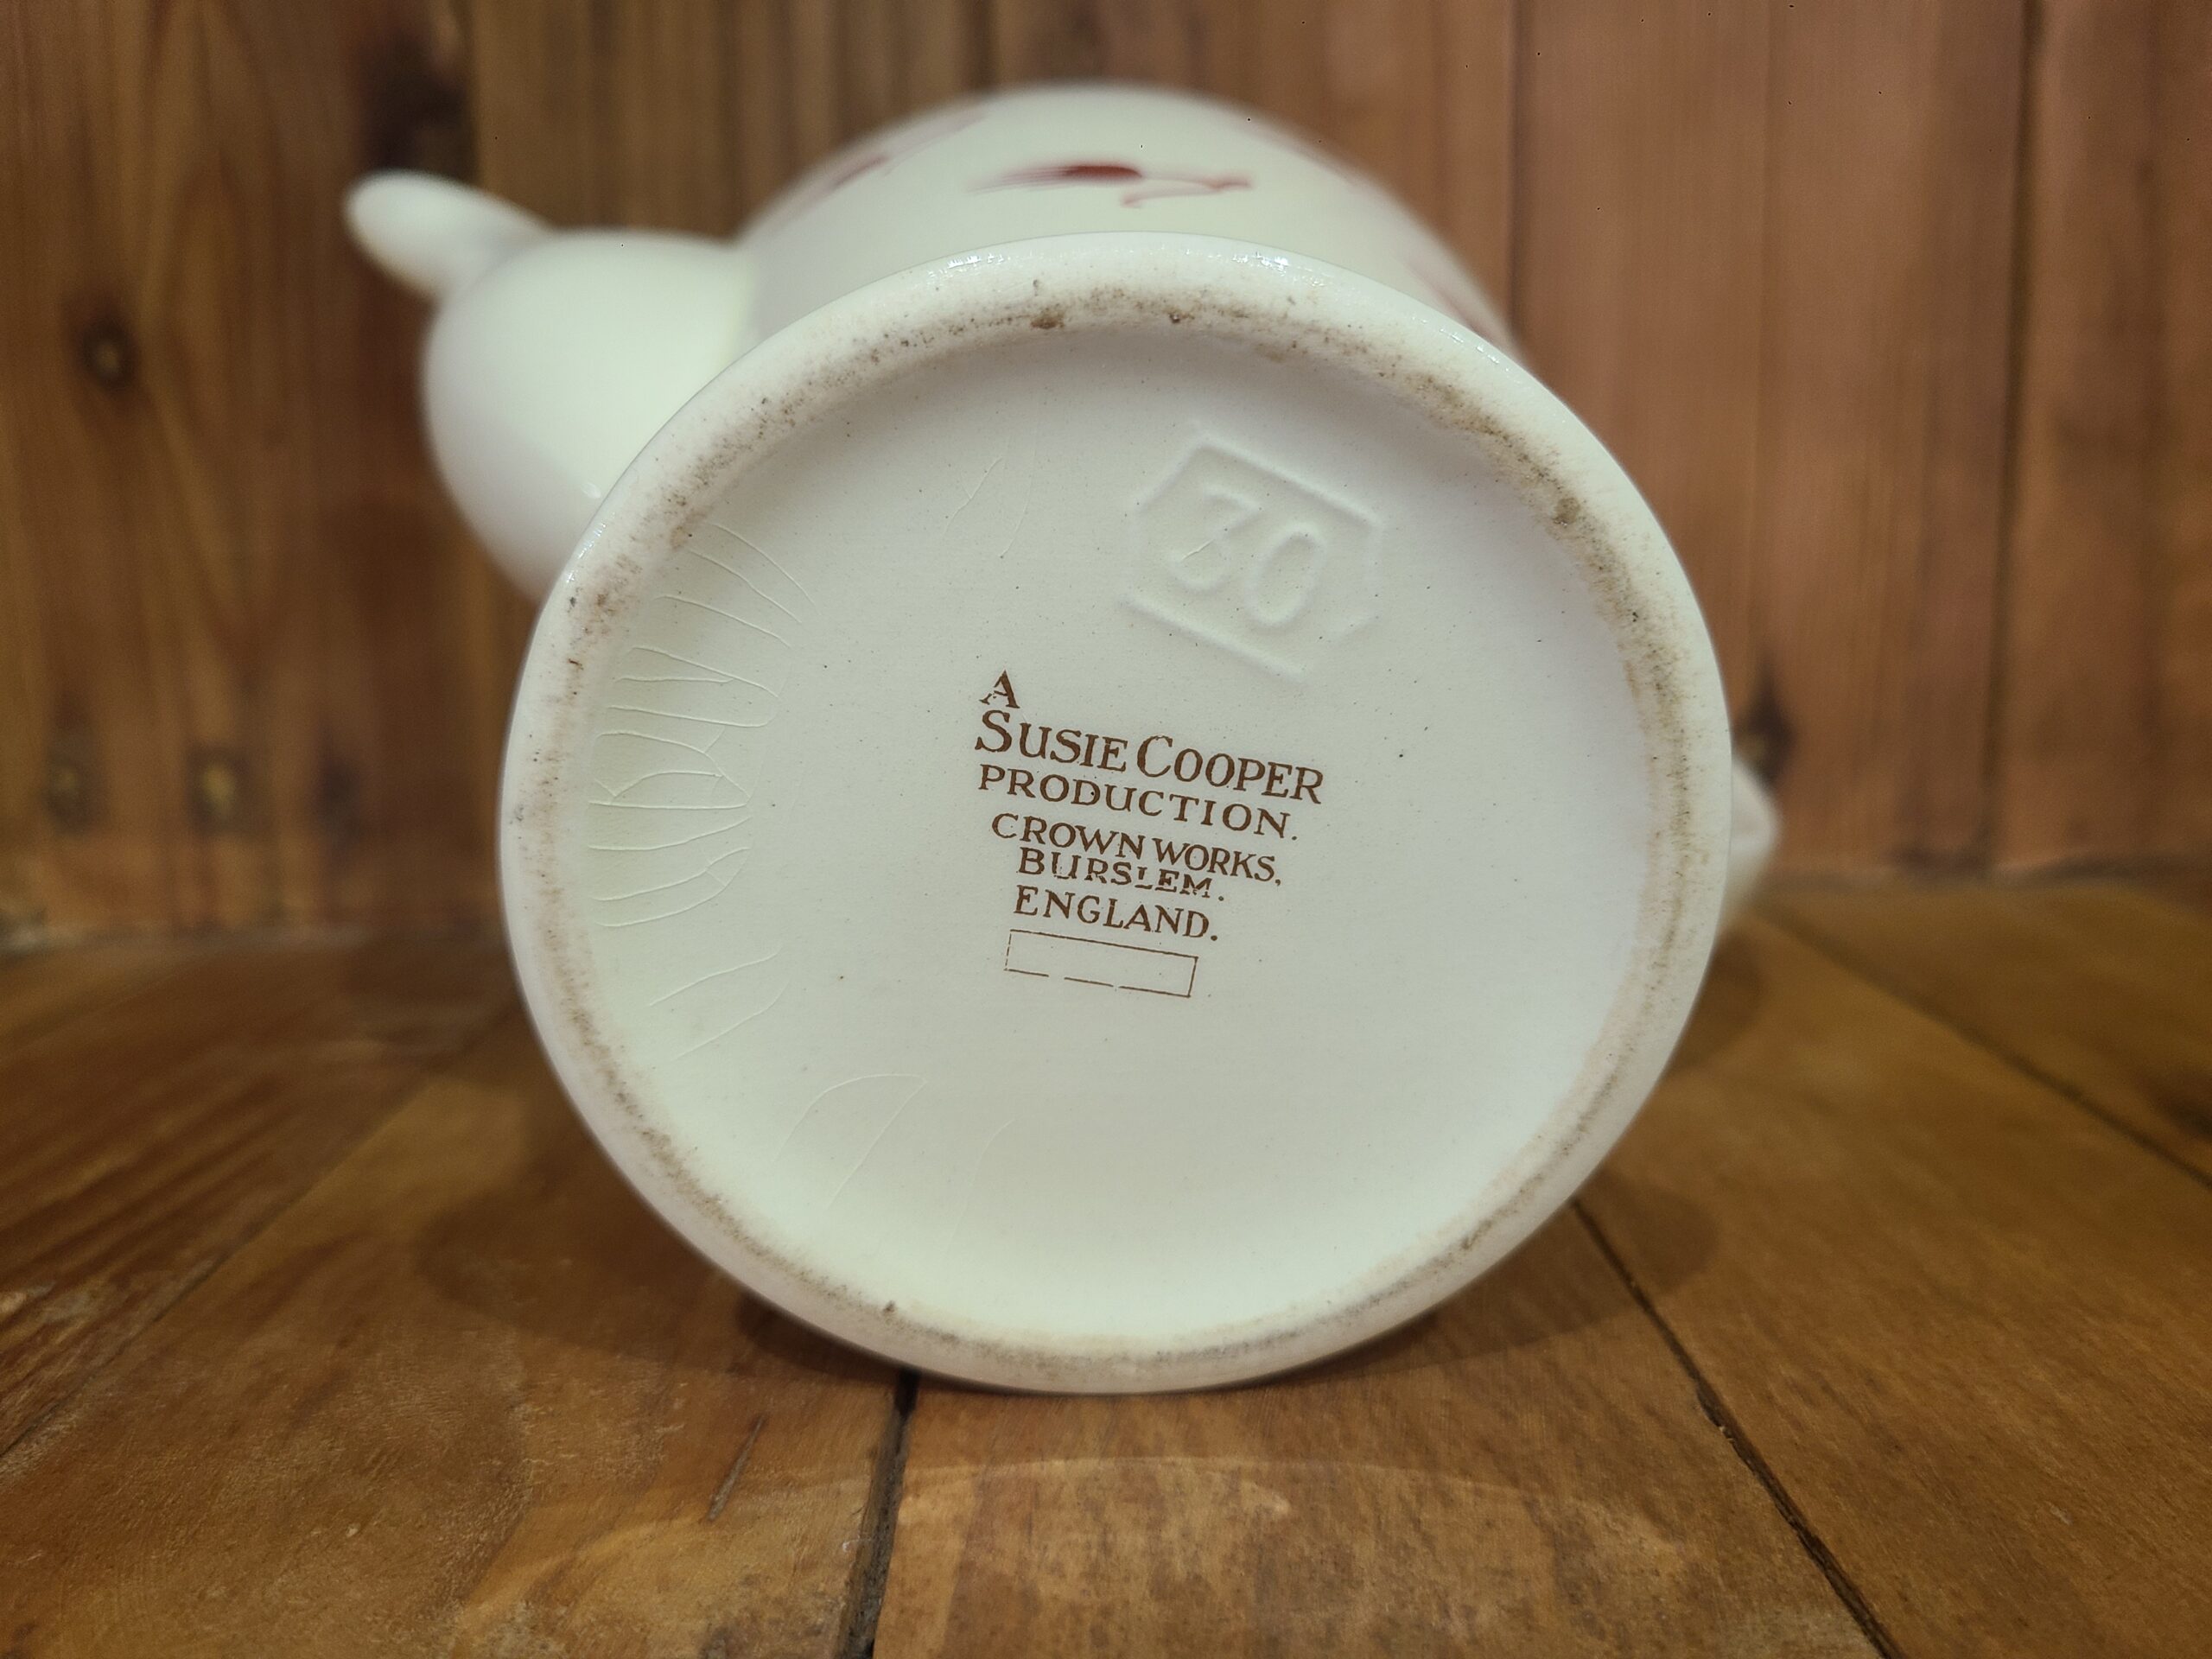 30
A
SUSIE COOPER
PRODUCTION.
CROWN WORKS,
BURSLEM.
ENGLAND.